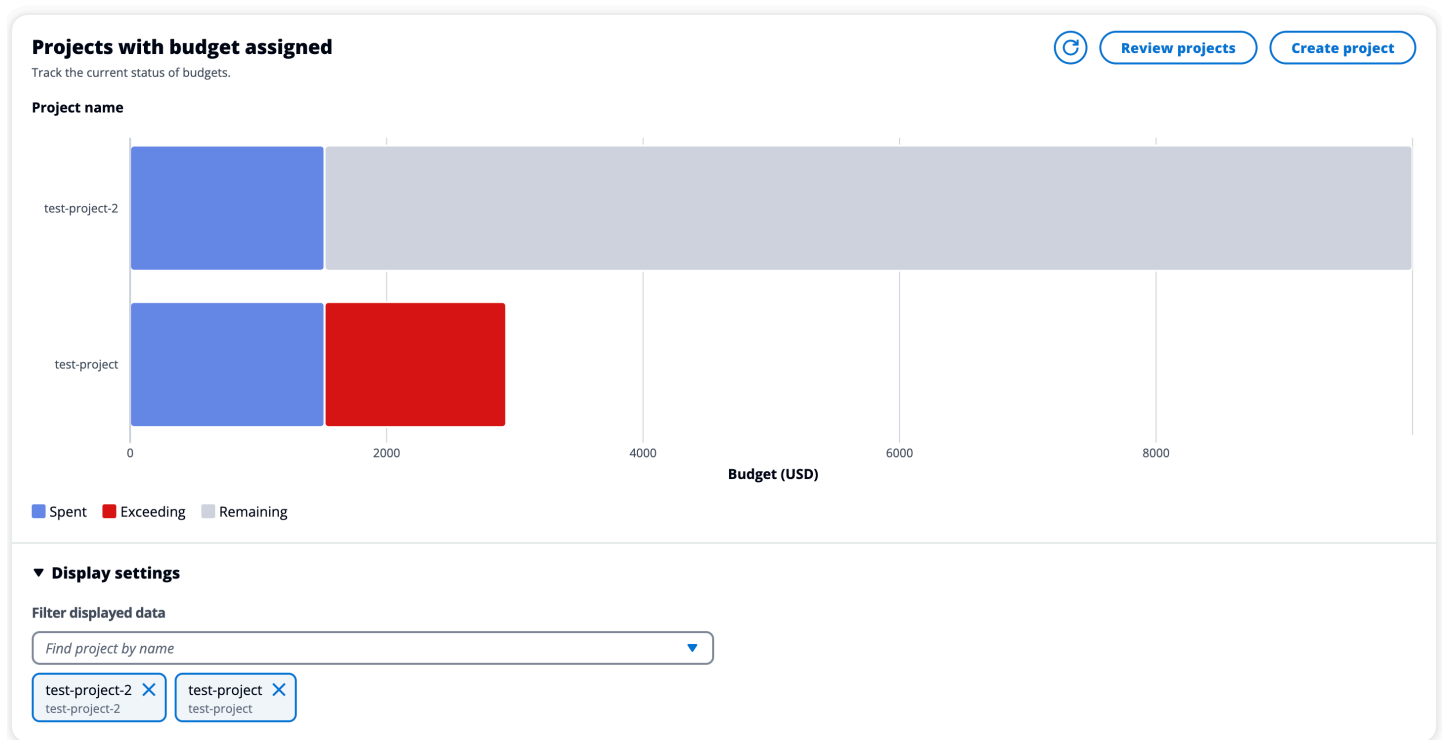 Projects with budget assigned
Review projects
Create project
Track the current status of budgets.
Project name
test-project-2
test-project
0 2000 4000 6000 8000
Budget (USD)
Spent Exceeding Remaining
Display settings
Filter displayed data
Find project by name
test-project-2
test-project-2
test-project
test-project